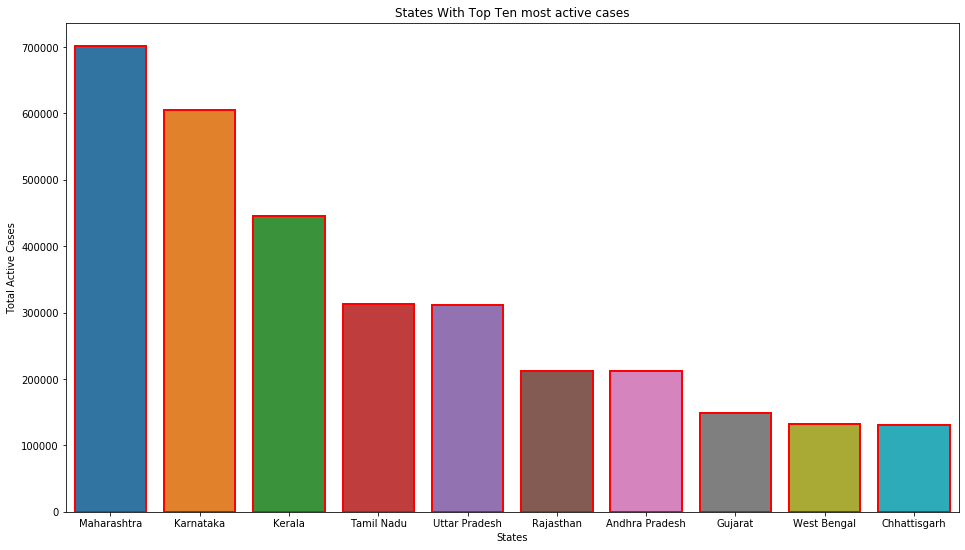 States With Top Ten most active cases
Total Active Cases
700000
600000
500000
400000
300000
200000
100000
0
Maharashtra Karnataka Kerala Tamil Nadu Uttar Pradesh Rajasthan Andhra Pradesh Gujarat West Bengal Chhattisgarh
States